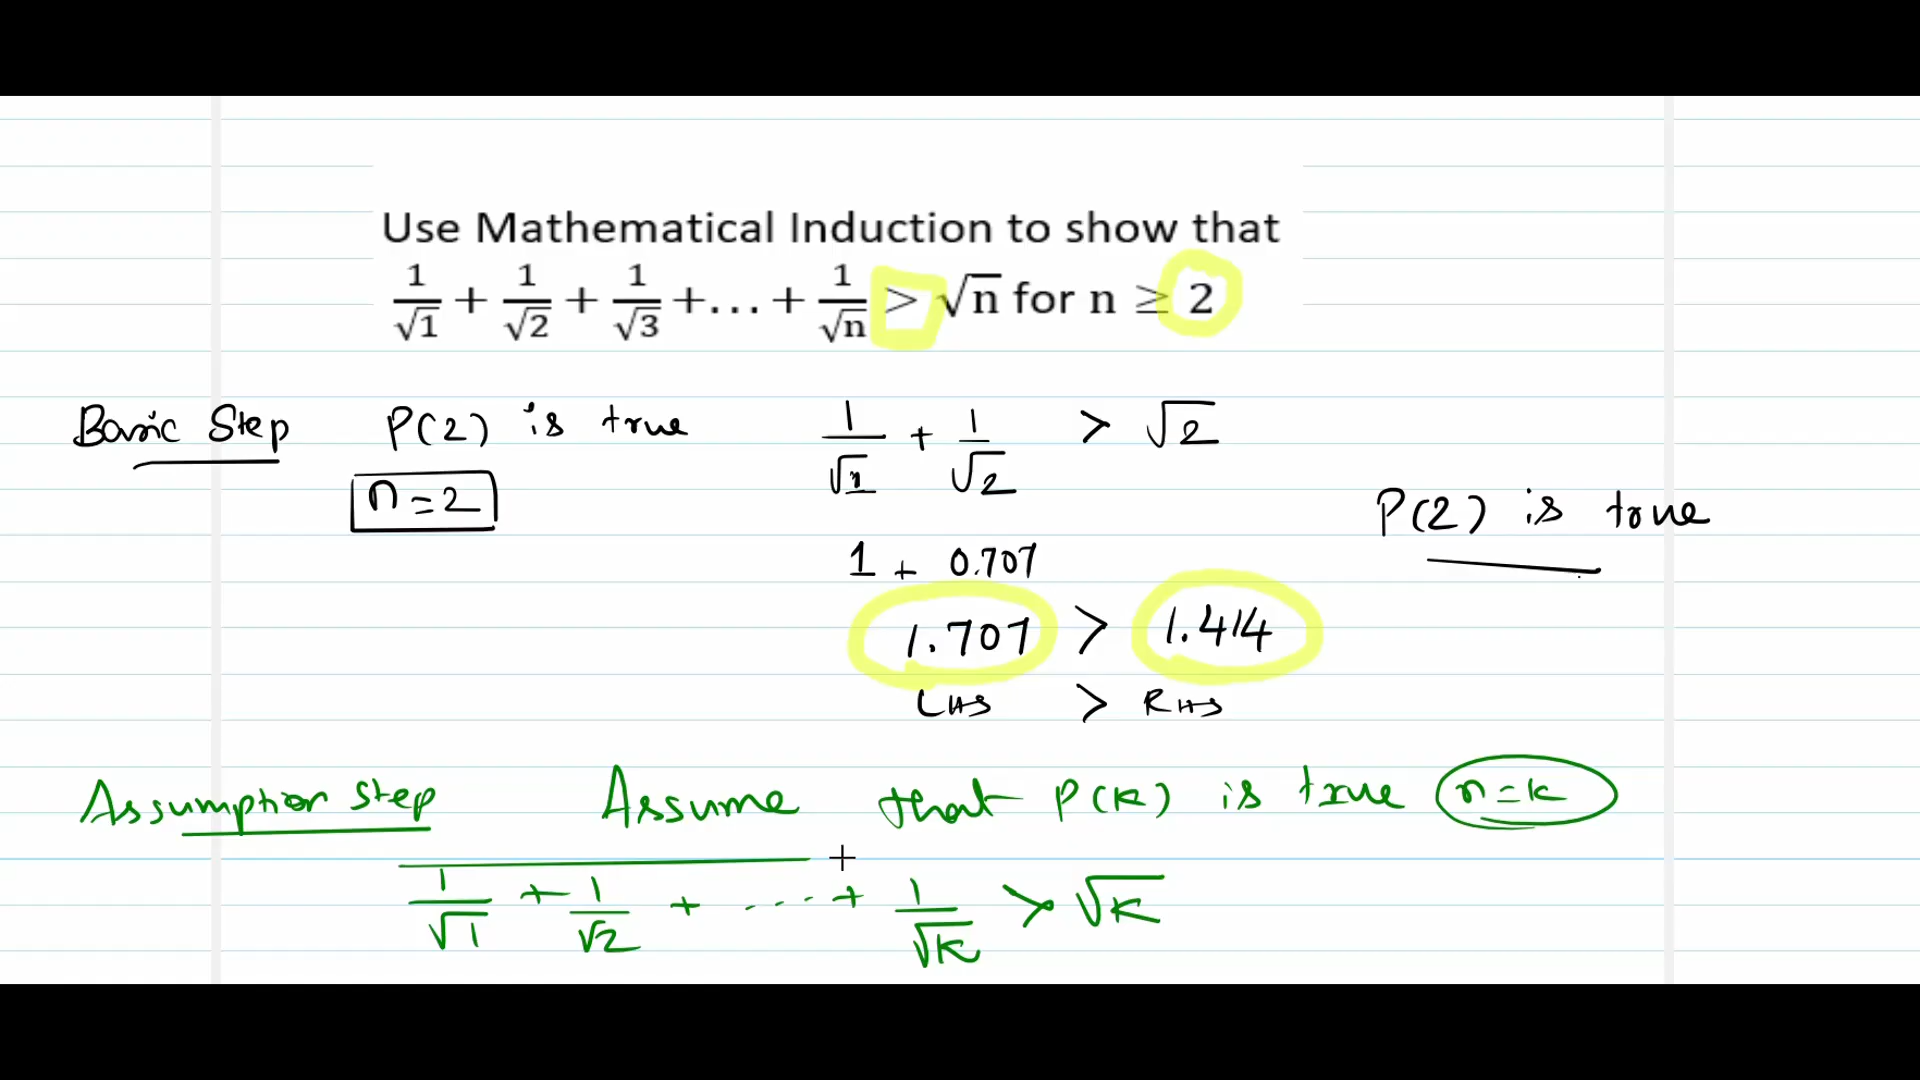 Use Mathematical Induction to show that
1/√1 + 1/√2 + 1/√3 +...+ 1/√n > √n for n ≥ 2
Basic Step P(2) is true 1/√1 + 1/√2 > √2
n=2
P(2) is true
1 + 0.707
1.707 > 1.414
LHS > RHS
Assumption step Assume that P(K) is true n=k
1/√1 + 1/√2 + ....+ 1/√K > √K